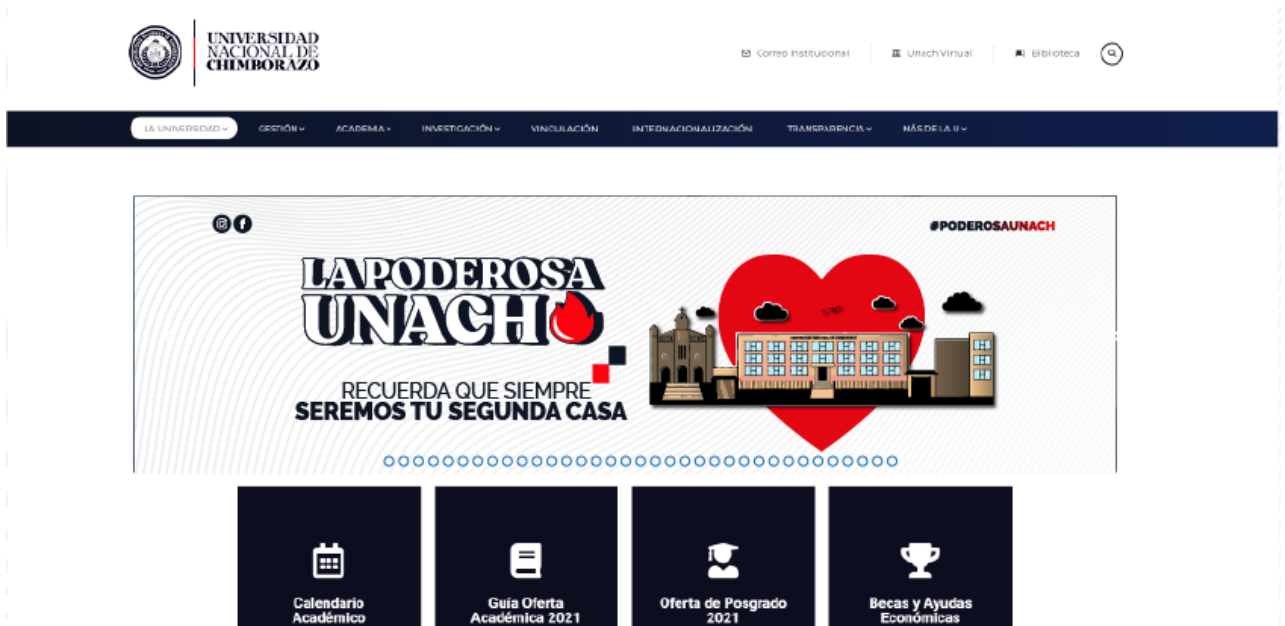 UNIVERSIDAD
NACIONAL DE
CHIMBORAZO
Correo Institucional
Unach Virtual
Biblioteca
LA UNIVERSIDAD
GESTIÓN
ACADEMIA
INVESTIGACIÓN
VINCULACIÓN
INTERNACIONALIZACIÓN
TRANSPARENCIA
MÁS DE LA U
#PODEROSAUNACH
LA PODEROSA
UNACH
RECUERDA QUE SIEMPRE
SEREMOS TU SEGUNDA CASA
Calendario
Académico
Guía Oferta
Académica 2021
Oferta de Posgrado
2021
Becas y Ayudas
Económicas